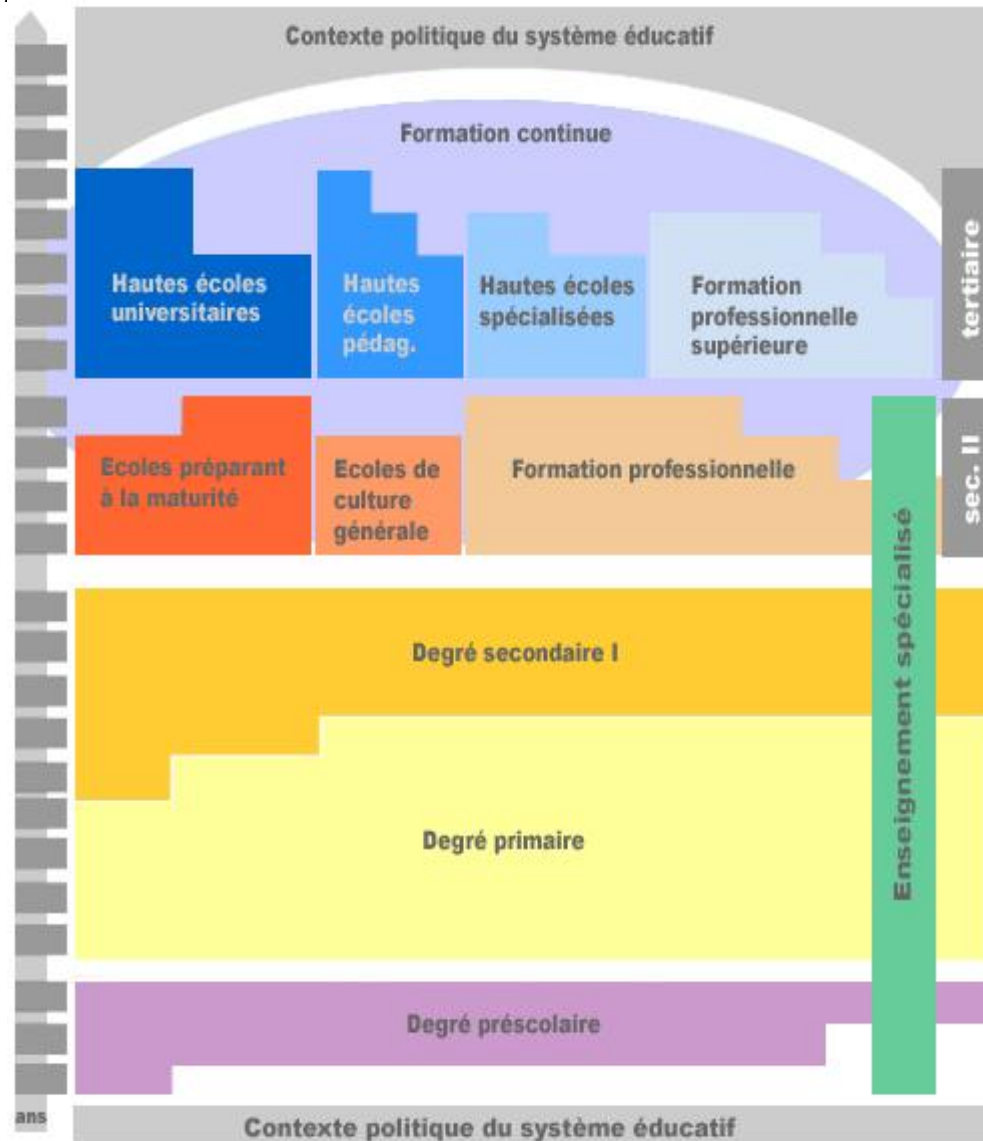 Contexte politique du système éducatif
Formation continue
Hautes écoles
universitaires
Hautes
écoles
pédag.
Hautes écoles
spécialisées
Formation
professionnelle
supérieure
tertiaire
Ecoles préparant
à la maturité
Ecoles de
culture
générale
Formation professionnelle
sec. II
Enseignement spécialisé
Degré secondaire I
Degré primaire
Degré préscolaire
ans
Contexte politique du système éducatif